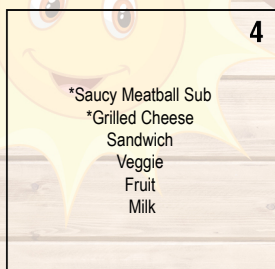 4
*Saucy Meatball Sub
*Grilled Cheese
Sandwich
Veggie
Fruit
Milk